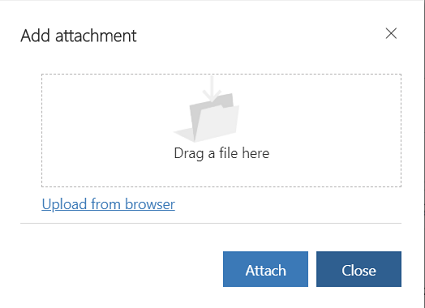 Add attachment
Drag a file here
Upload from browser
Attach
Close